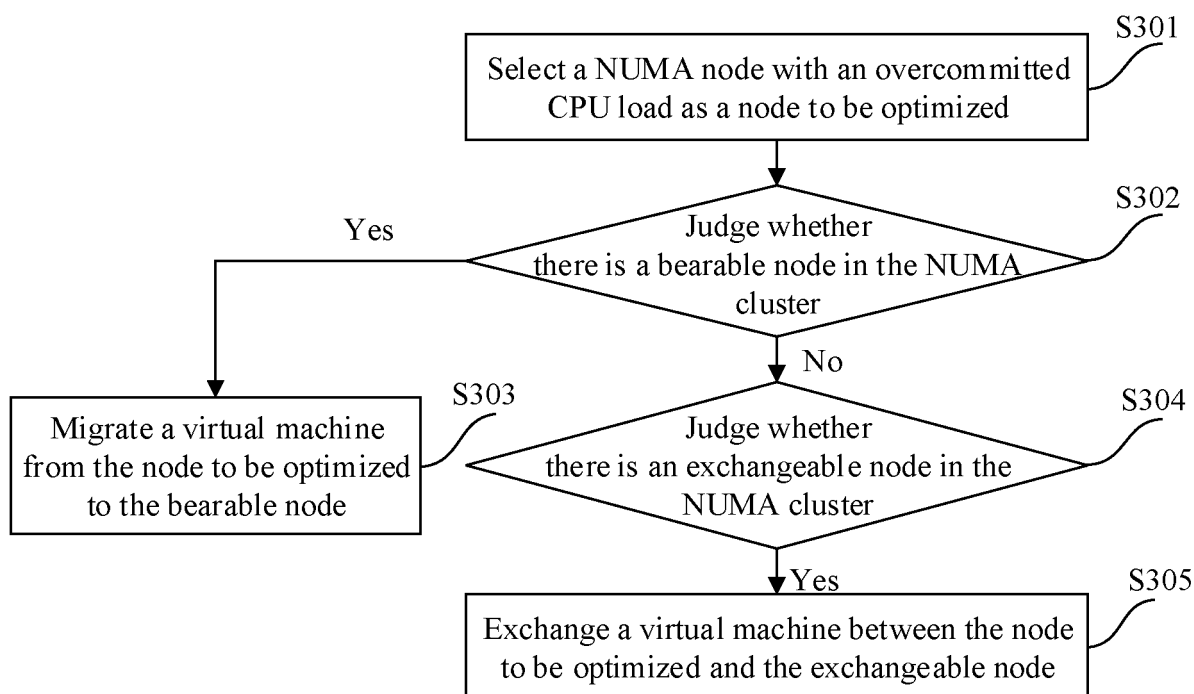 S301
Select a NUMA node with an overcommitted
CPU load as a node to be optimized
S302
Judge whether
there is a bearable node in the NUMA
cluster
Yes
No
S303
Migrate a virtual machine
from the node to be optimized
to the bearable node
S304
Judge whether
there is an exchangeable node in the
NUMA cluster
Yes
S305
Exchange a virtual machine between the node
to be optimized and the exchangeable node